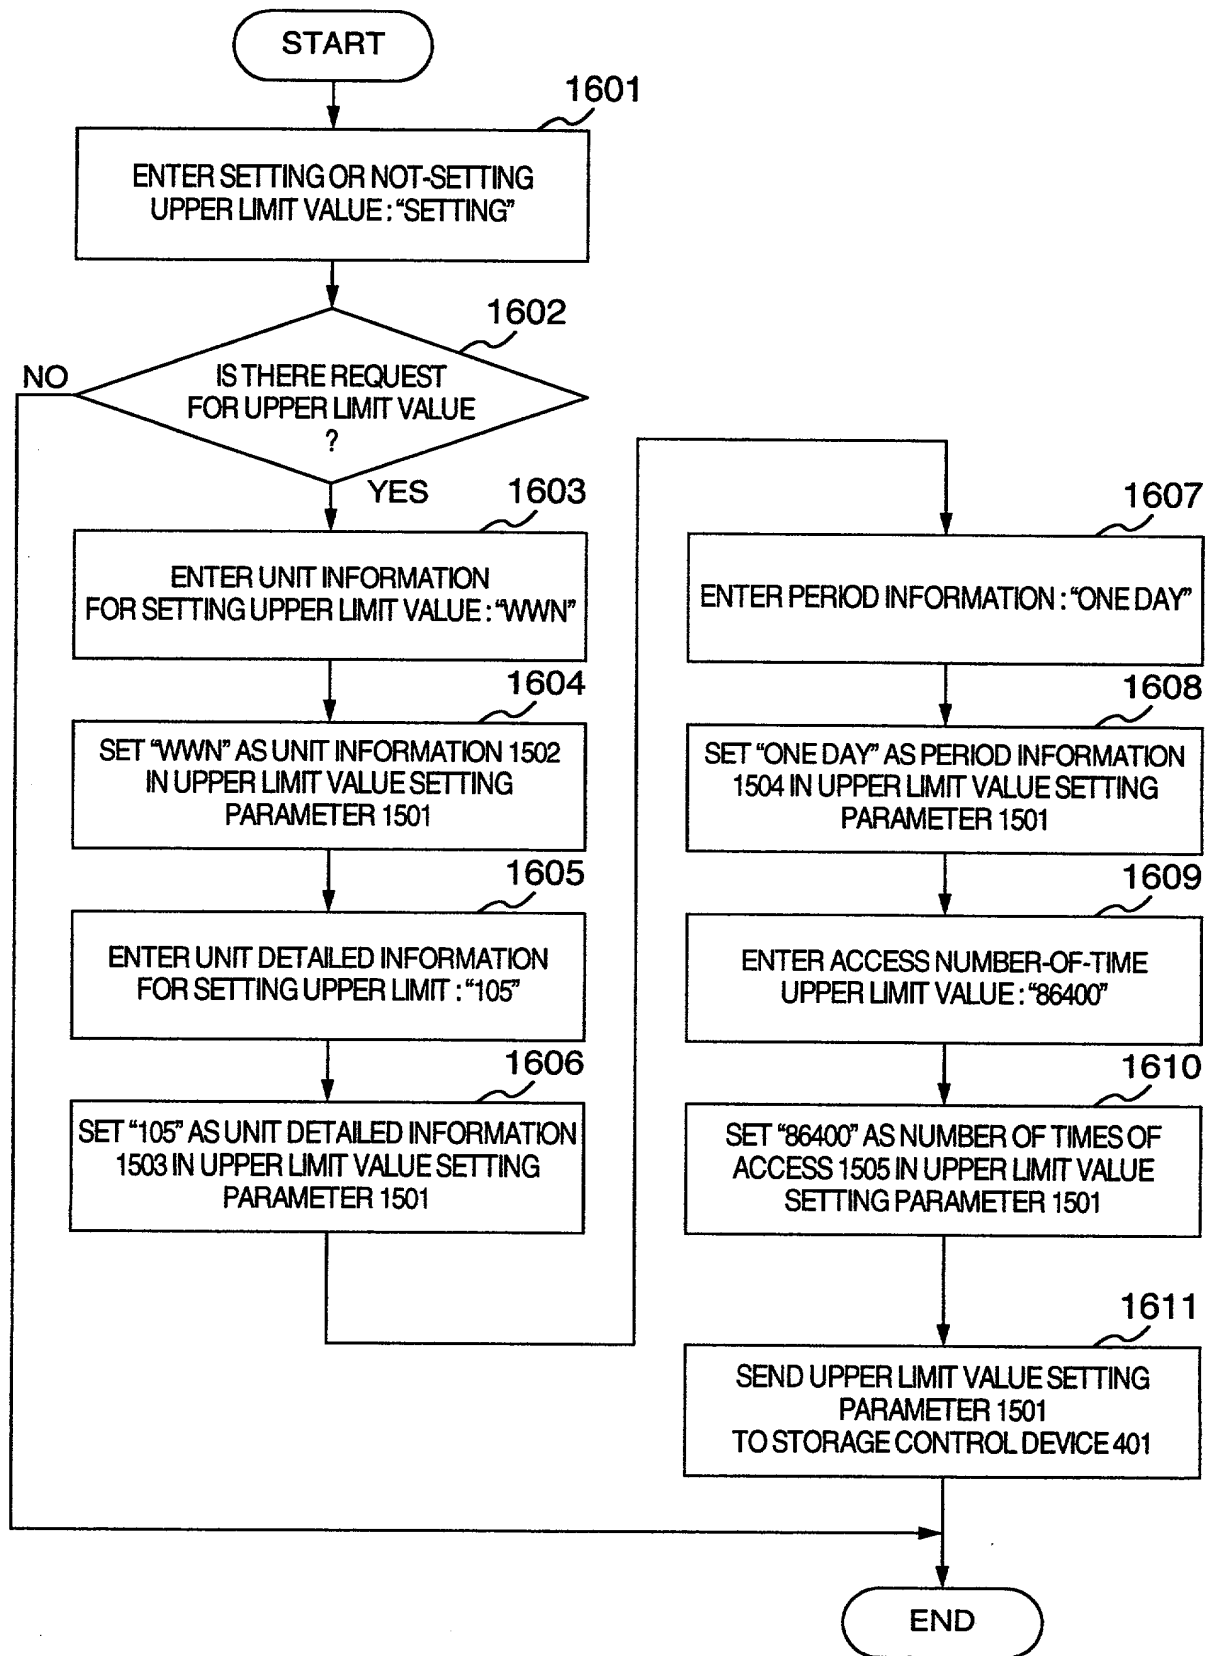 START
1601
ENTER SETTING OR NOT-SETTING
UPPER LIMIT VALUE : “SETTING”
1602
NO
IS THERE REQUEST
FOR UPPER LIMIT VALUE
?
YES
1603
ENTER UNIT INFORMATION
FOR SETTING UPPER LIMIT VALUE : “WWN”
1604
SET “WWN” AS UNIT INFORMATION 1502
IN UPPER LIMIT VALUE SETTING
PARAMETER 1501
1605
ENTER UNIT DETAILED INFORMATION
FOR SETTING UPPER LIMIT : “105”
1606
SET “105” AS UNIT DETAILED INFORMATION
1503 IN UPPER LIMIT VALUE SETTING
PARAMETER 1501
1607
ENTER PERIOD INFORMATION : “ONE DAY”
1608
SET “ONE DAY” AS PERIOD INFORMATION
1504 IN UPPER LIMIT VALUE SETTING
PARAMETER 1501
1609
ENTER ACCESS NUMBER-OF-TIME
UPPER LIMIT VALUE : “86400”
1610
SET “86400” AS NUMBER OF TIMES OF
ACCESS 1505 IN UPPER LIMIT VALUE
SETTING PARAMETER 1501
1611
SEND UPPER LIMIT VALUE SETTING
PARAMETER 1501
TO STORAGE CONTROL DEVICE 401
END